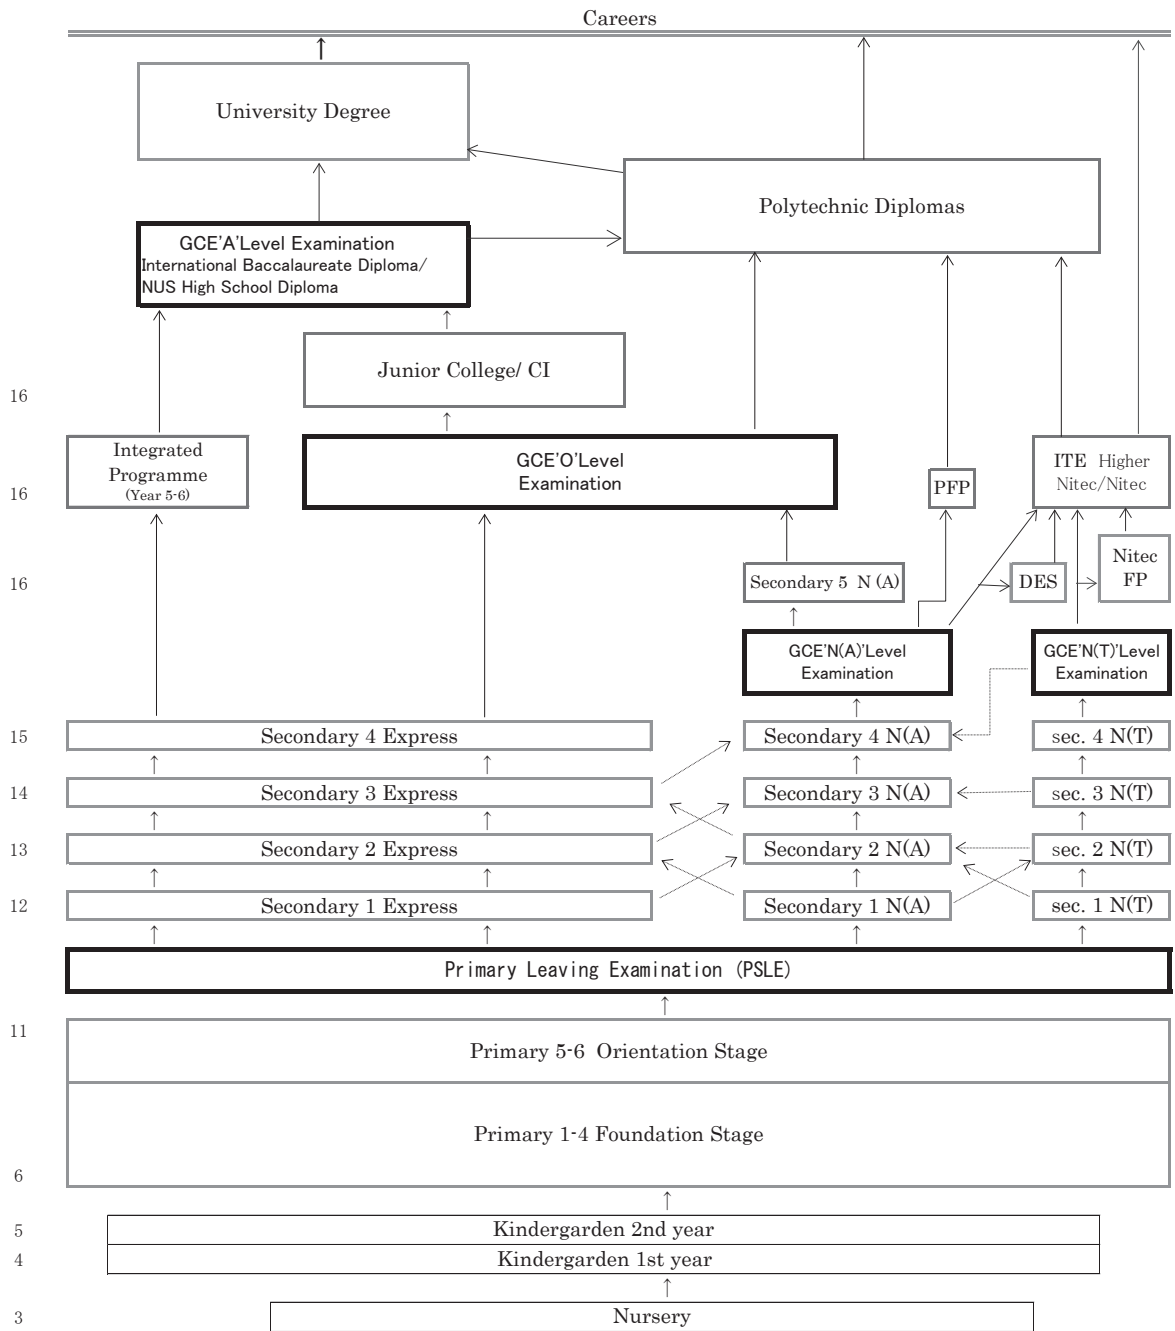 Careers
University Degree
Polytechnic Diplomas
GCE'A'Level Examination
International Baccalaureate Diploma/
NUS High School Diploma
Junior College/ CI
16
Integrated
Programme
(Year 5-6)
GCE'O'Level
Examination
PFP
ITE Higher
Nitec/Nitec
16
Secondary 5 N (A)
DES
Nitec
FP
16
GCE'N(A)'Level
Examination
GCE'N(T)'Level
Examination
15
Secondary 4 Express
Secondary 4 N(A)
sec. 4 N(T)
14
Secondary 3 Express
Secondary 3 N(A)
sec. 3 N(T)
13
Secondary 2 Express
Secondary 2 N(A)
sec. 2 N(T)
12
Secondary 1 Express
Secondary 1 N(A)
sec. 1 N(T)
Primary Leaving Examination (PSLE)
11
Primary 5-6 Orientation Stage
Primary 1-4 Foundation Stage
6
5
Kindergarden 2nd year
4
Kindergarden 1st year
3
Nursery